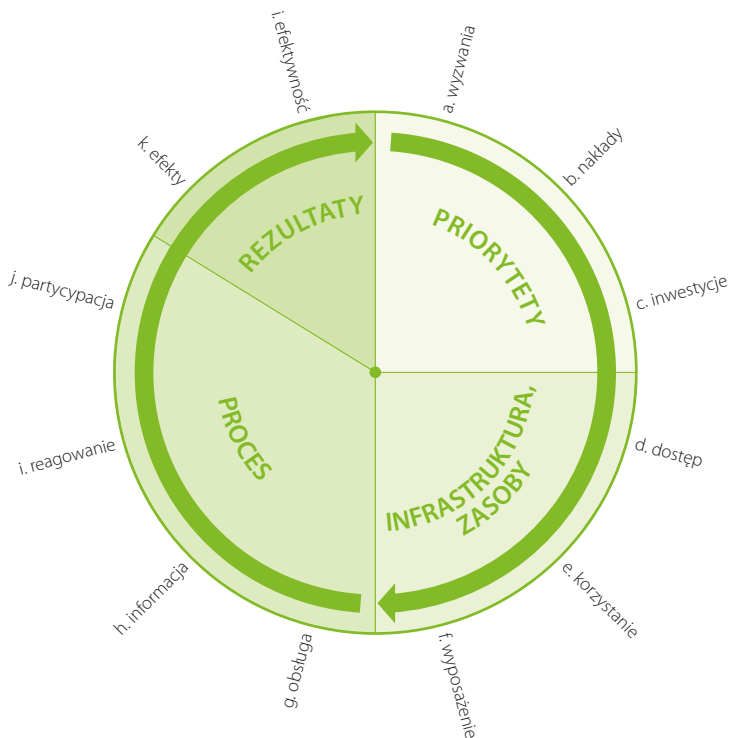 a. wyzwania
b. nakłady
c. inwestycje
d. dostęp
e. korzystanie
f. wyposażenie
g. obsługa
h. informacja
i. reagowanie
j. partycypacja
k. efekty
i. efektywność
PRIORYTETY
INFRASTRUKTURA,
ZASOBY
PROCES
REZULTATY